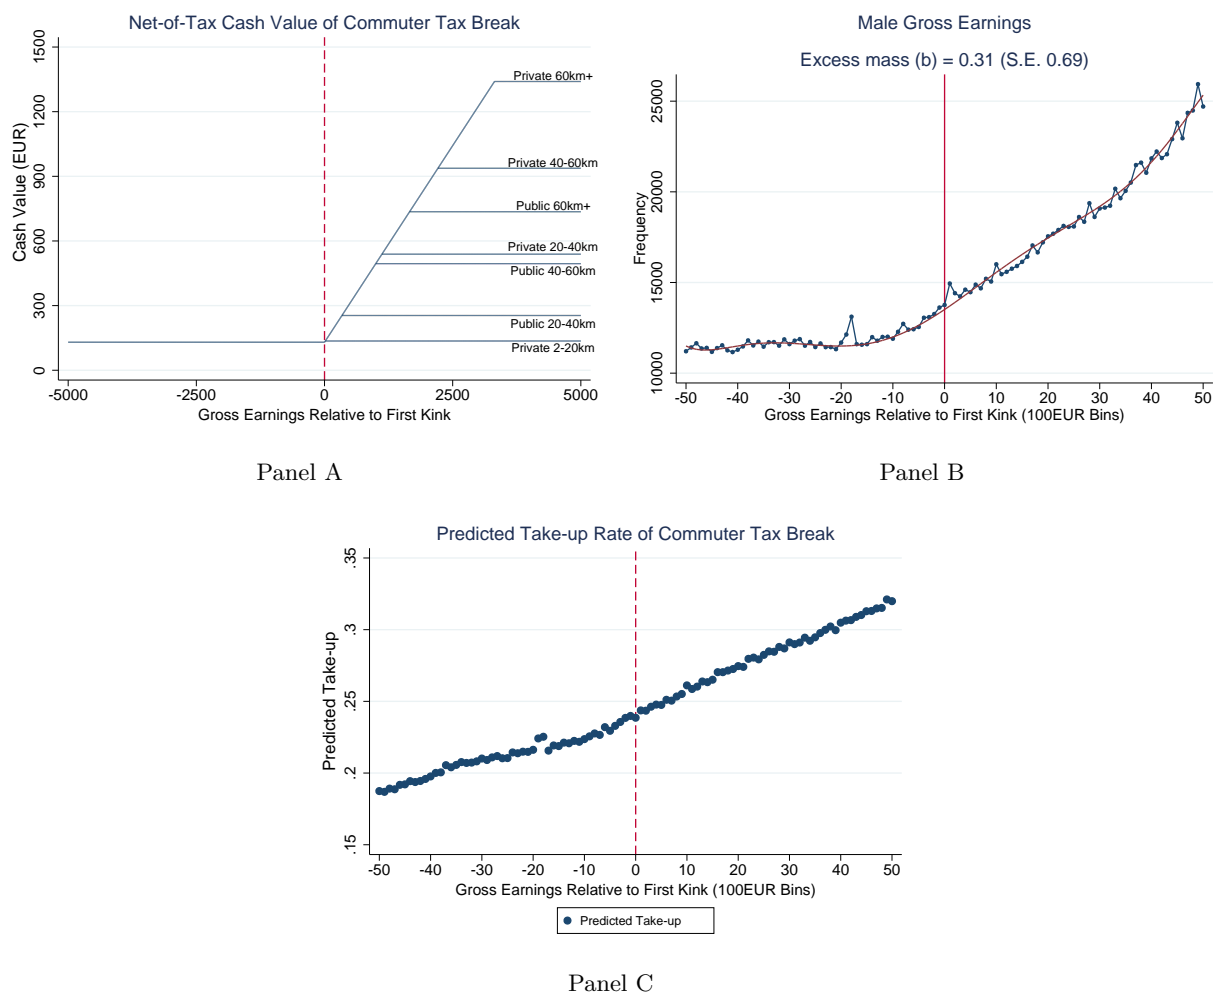 Net-of-Tax Cash Value of Commuter Tax Break
Cash Value (EUR)
1500
1200
900
600
300
0
Private 60km+
Private 40-60km
Public 60km+
Private 20-40km
Public 40-60km
Public 20-40km
Private 2-20km
-5000 -2500 0 2500 5000
Gross Earnings Relative to First Kink
Panel A
Male Gross Earnings
Excess mass (b) = 0.31 (S.E. 0.69)
Frequency
25000
20000
15000
10000
-50 -40 -30 -20 -10 0 10 20 30 40 50
Gross Earnings Relative to First Kink (100EUR Bins)
Panel B
Predicted Take-up Rate of Commuter Tax Break
Predicted Take-up
.35
.3
.25
.2
.15
-50 -40 -30 -20 -10 0 10 20 30 40 50
Gross Earnings Relative to First Kink (100EUR Bins)
Predicted Take-up
Panel C